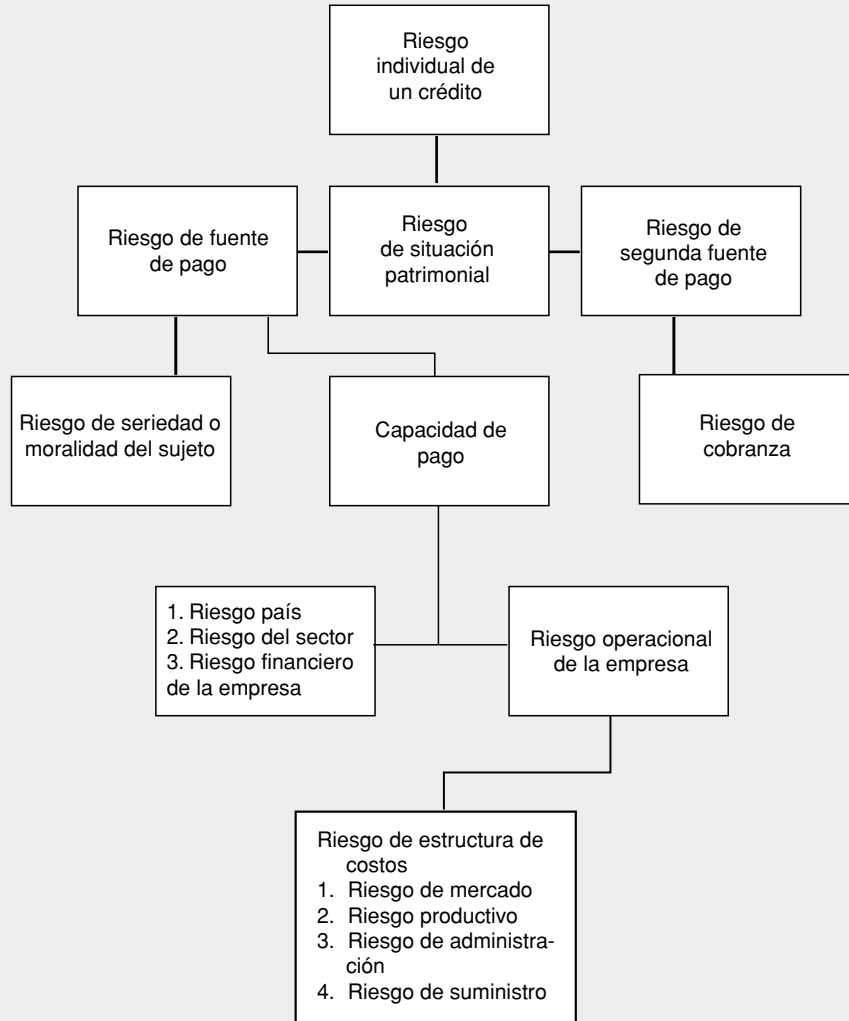 Riesgo
individual de
un crédito
Riesgo de fuente
de pago
Riesgo
de situación
patrimonial
Riesgo de
segunda fuente
de pago
Riesgo de seriedad o
moralidad del sujeto
Capacidad de
pago
Riesgo de
cobranza
1. Riesgo país
2. Riesgo del sector
3. Riesgo financiero
de la empresa
Riesgo operacional
de la empresa
Riesgo de estructura de
costos
1. Riesgo de mercado
2. Riesgo productivo
3. Riesgo de administra-
ción
4. Riesgo de suministro